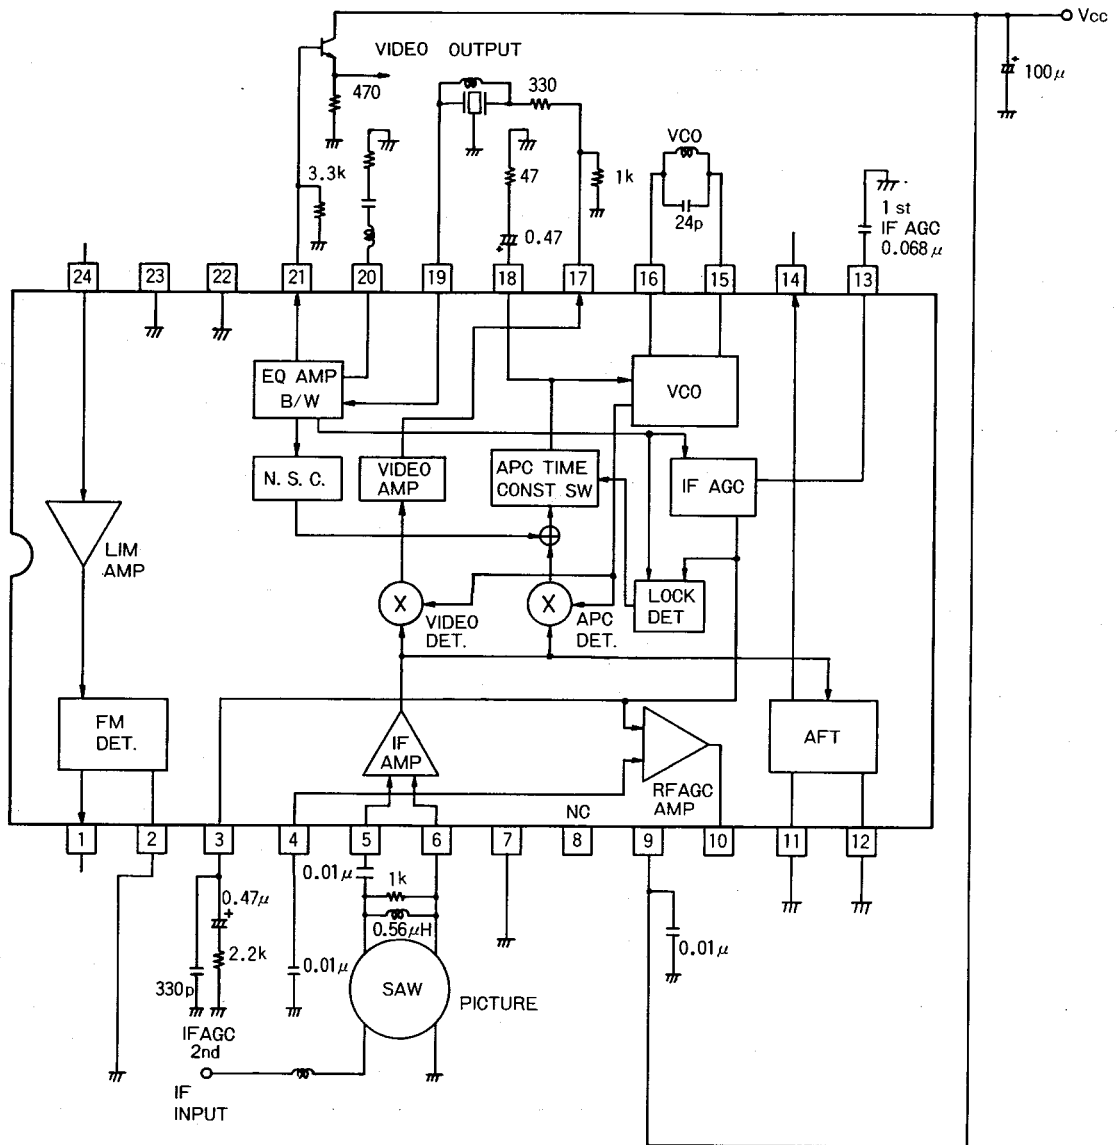 Vcc
VIDEO OUTPUT
100μ
470
330
VCO
3.3k
47
1k
24p
1 st
IF AGC
0.068μ
0.47
24
23
22
21
20
19
18
17
16
15
14
13
EQ AMP
B/W
VCO
N. S. C.
VIDEO
AMP
APC TIME
CONST SW
IF AGC
LIM
AMP
X
VIDEO
DET.
X
APC
DET.
LOCK
DET
FM
DET.
IF
AMP
RFAGC
AMP
AFT
NC
1
2
3
4
5
6
7
8
9
10
11
12
0.01μ
1k
0.47μ
+
0.56μH
2.2k
0.01μ
0.01μ
330p
SAW
PICTURE
IFAGC
2nd
IF
INPUT